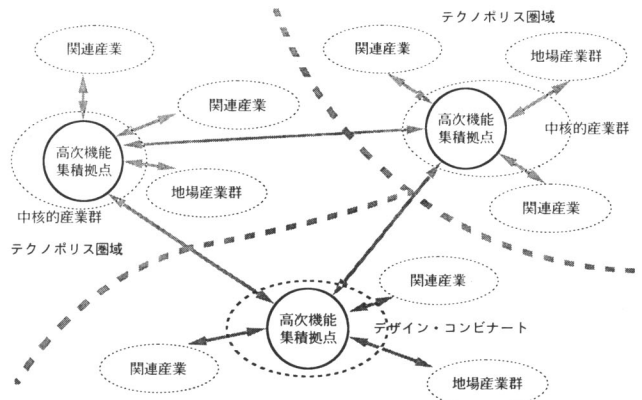 テクノポリス圏域
関連産業
関連産業
地場産業群
関連産業
高次機能
集積拠点
中核的産業群
高次機能
集積拠点
地場産業群
関連産業
中核的産業群
テクノポリス圏域
関連産業
高次機能
集積拠点
デザイン・コンビナート
関連産業
地場産業群